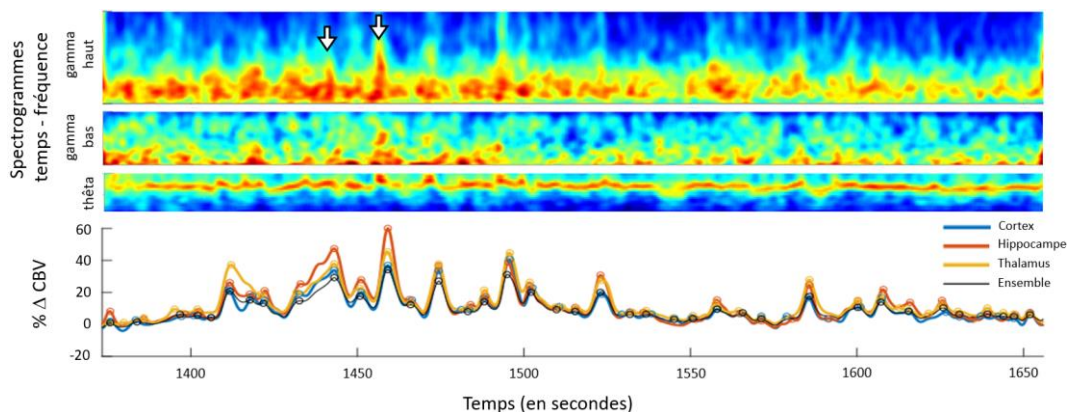 Spectrogrammes
temps - fréquence
gamma
haut
gamma
bas
thêta
% Δ CBV
60
40
20
0
-20
Cortex
Hippocampe
Thalamus
Ensemble
1400
1450
1500
1550
1600
1650
Temps (en secondes)